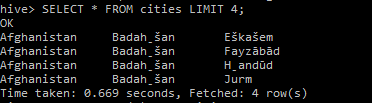 hive> SELECT * FROM cities LIMIT 4;
OK
Afghanistan Badah_šan Eškašem
Afghanistan Badah_šan Fayzābād
Afghanistan Badah_šan H_andūd
Afghanistan Badah_šan Jurm
Time taken: 0.669 seconds, Fetched: 4 row(s)